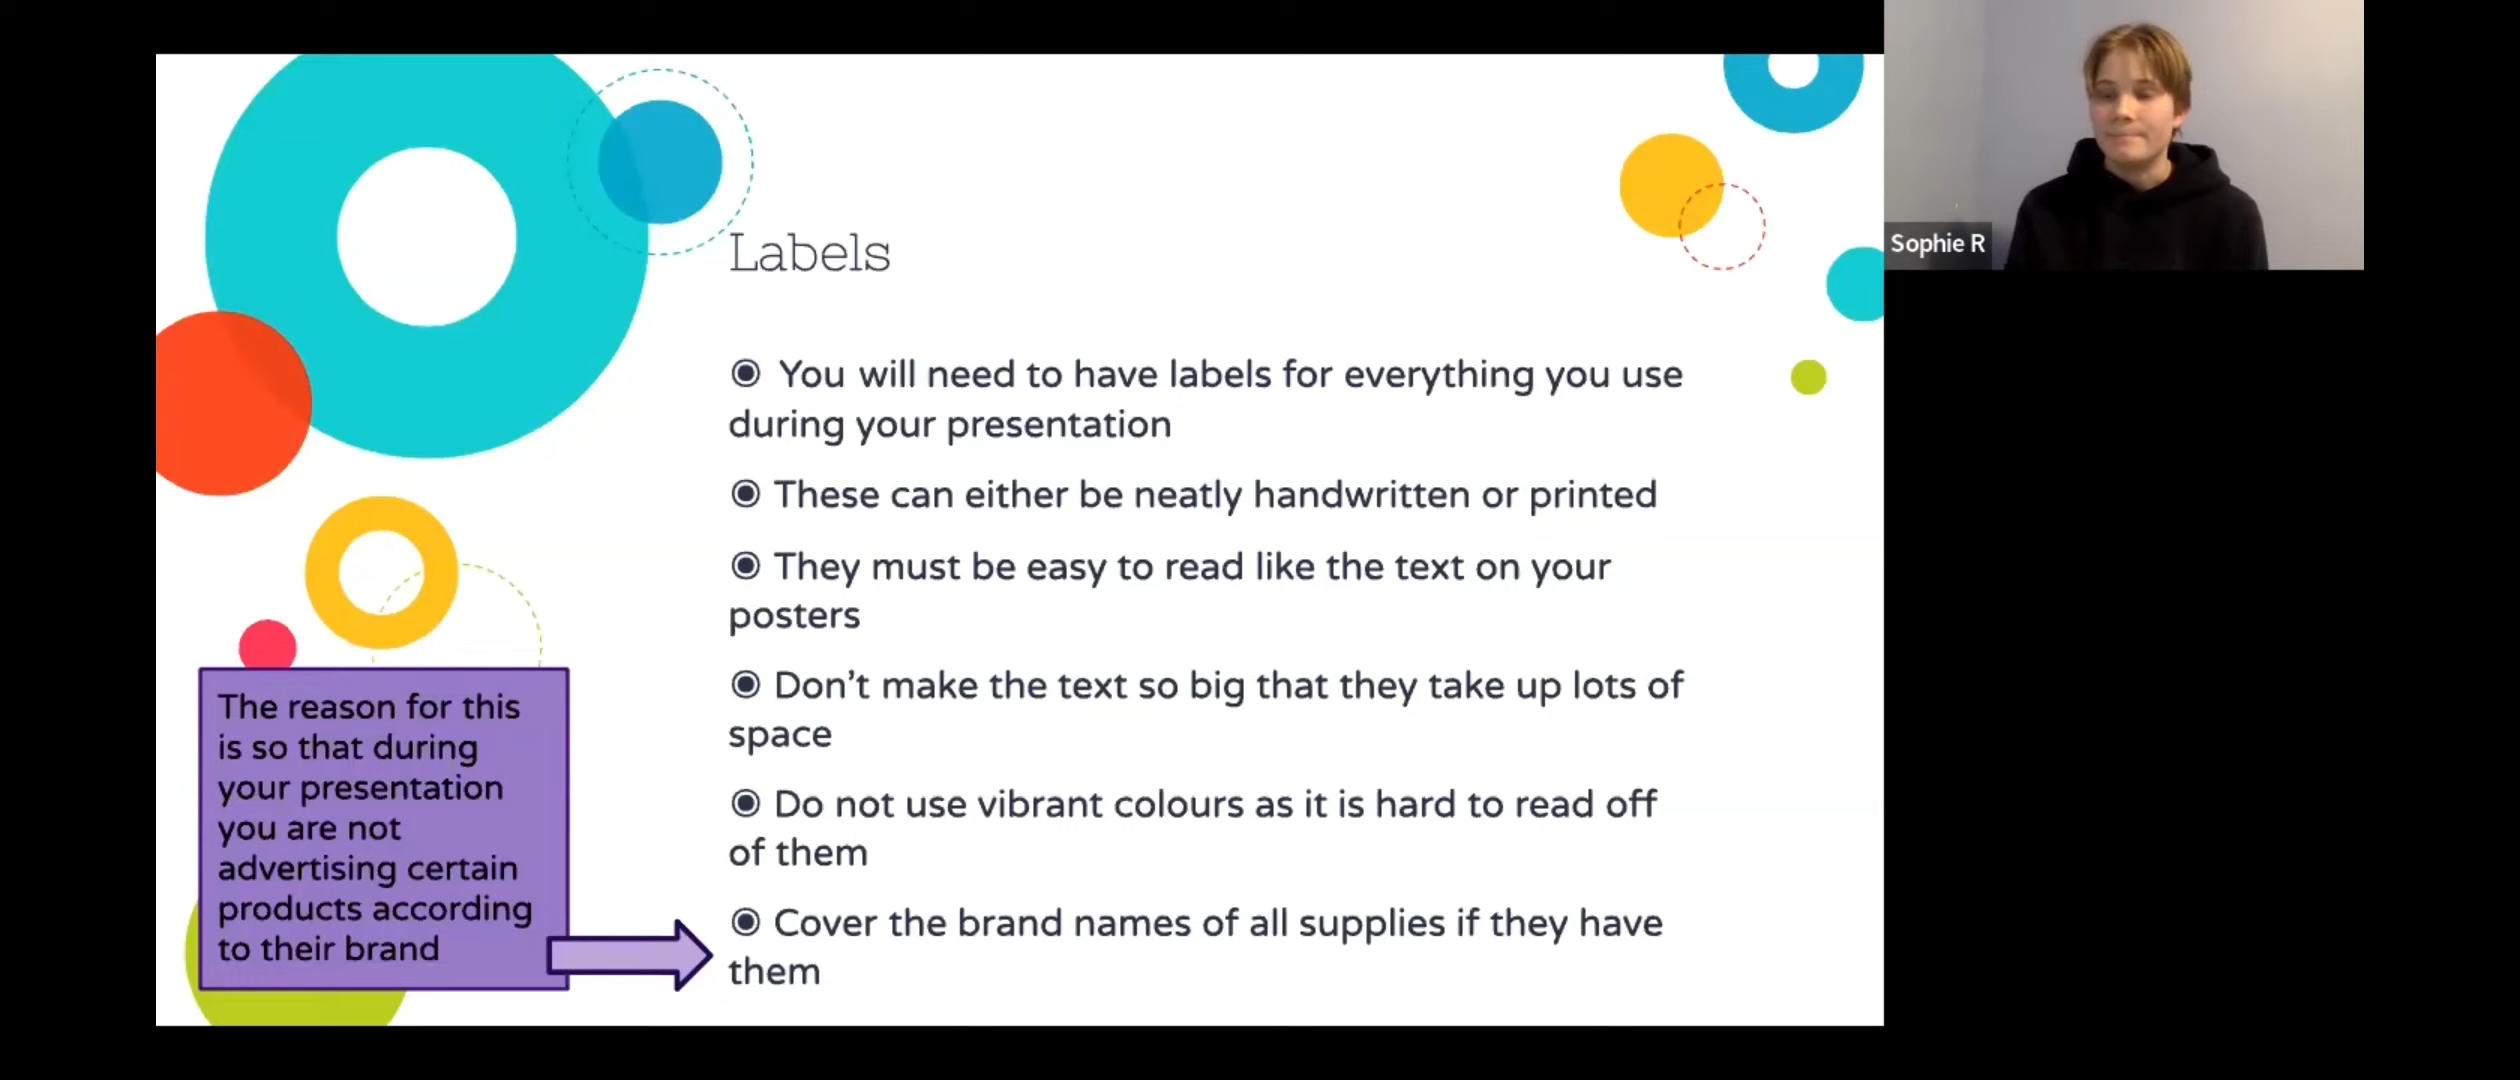 Labels
◉ You will need to have labels for everything you use
during your presentation
◉ These can either be neatly handwritten or printed
◉ They must be easy to read like the text on your
posters
◉ Don't make the text so big that they take up lots of
space
◉ Do not use vibrant colours as it is hard to read off
of them
◉ Cover the brand names of all supplies if they have
them
The reason for this
is so that during
your presentation
you are not
advertising certain
products according
to their brand
Sophie R